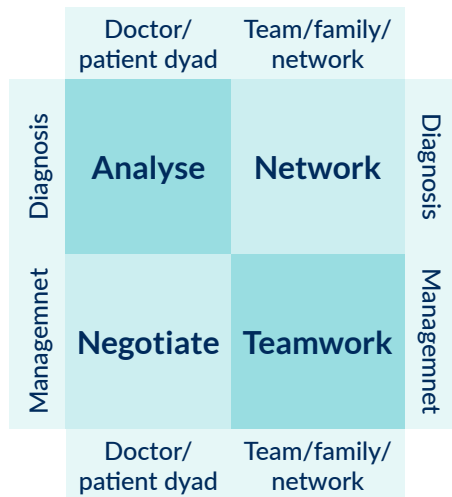 Doctor/
patient dyad
Team/family/
network
Diagnosis
Analyse
Network
Diagnosis
Managemnet
Negotiate
Teamwork
Managemnet
Doctor/
patient dyad
Team/family/
network